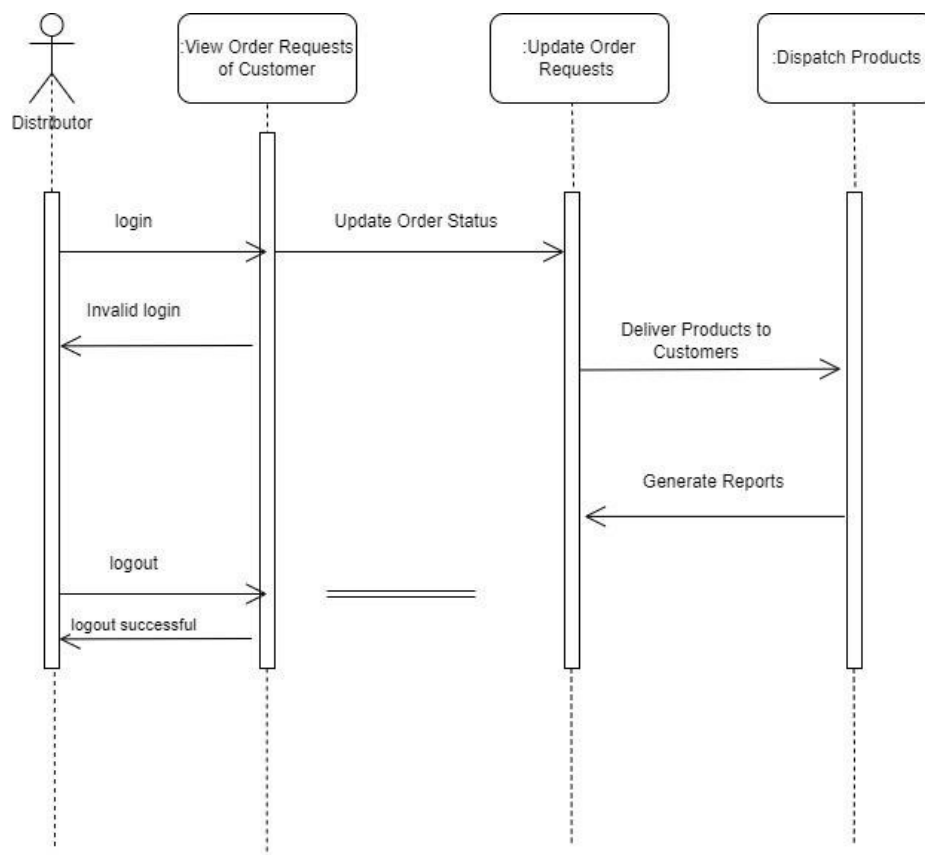 :View Order Requests
of Customer
:Update Order
Requests
:Dispatch Products
Distributor
login
Update Order Status
Invalid login
Deliver Products to
Customers
Generate Reports
logout
logout successful